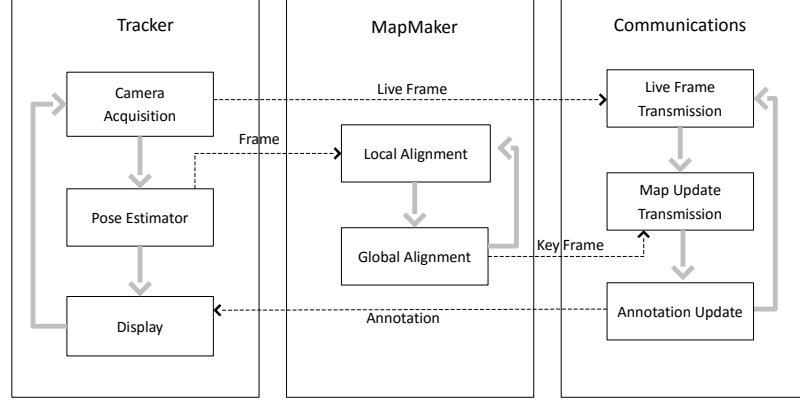 Tracker
MapMaker
Communications
Camera
Acquisition
Live Frame
Live Frame
Transmission
Frame
Local Alignment
Pose Estimator
Map Update
Transmission
Global Alignment
Key Frame
Display
Annotation
Annotation Update